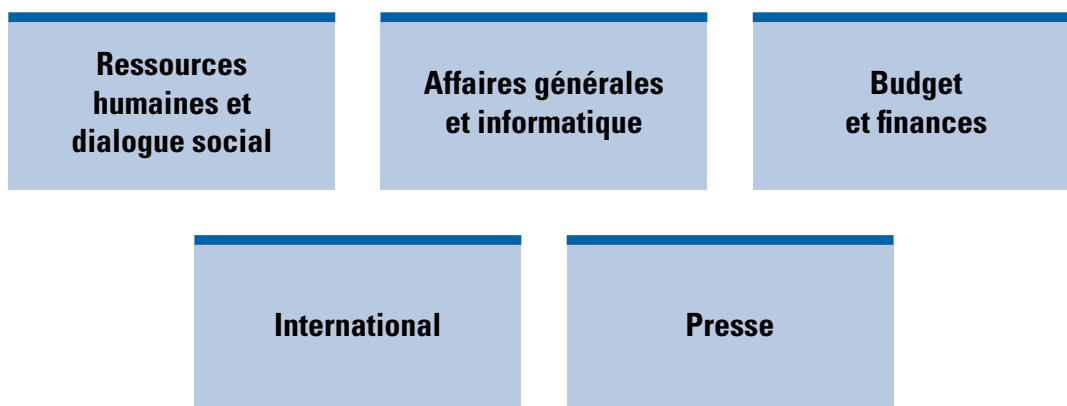 Ressources
humaines et
dialogue social
Affaires générales
et informatique
Budget
et finances
International
Presse